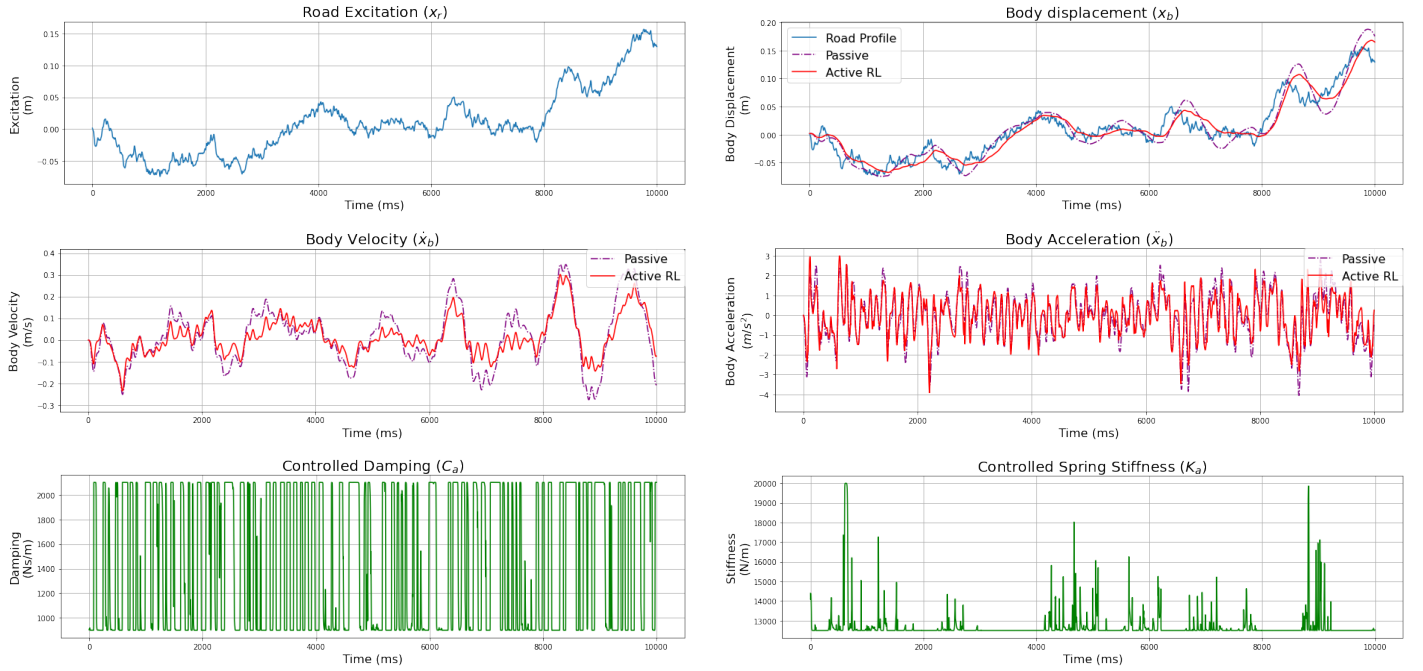 Road Excitation (x_r)
Excitation
(m)
0.15
0.10
0.05
0.00
−0.05
0 2000 4000 6000 8000 10000
Time (ms)
Body displacement (x_b)
Body Displacement
(m)
0.20
0.15
0.10
0.05
0.00
−0.05
Road Profile
Passive
Active RL
0 2000 4000 6000 8000 10000
Time (ms)
Body Velocity (ẋ_b)
Body Velocity
(m/s)
0.4
0.3
0.2
0.1
0.0
−0.1
−0.2
−0.3
Passive
Active RL
0 2000 4000 6000 8000 10000
Time (ms)
Body Acceleration (ẍ_b)
Body Acceleration
(m/s²)
3
2
1
0
−1
−2
−3
−4
Passive
Active RL
0 2000 4000 6000 8000 10000
Time (ms)
Controlled Damping (C_a)
Damping
(Ns/m)
2000
1800
1600
1400
1200
1000
0 2000 4000 6000 8000 10000
Time (ms)
Controlled Spring Stiffness (K_a)
Stiffness
(N/m)
20000
19000
18000
17000
16000
15000
14000
13000
0 2000 4000 6000 8000 10000
Time (ms)